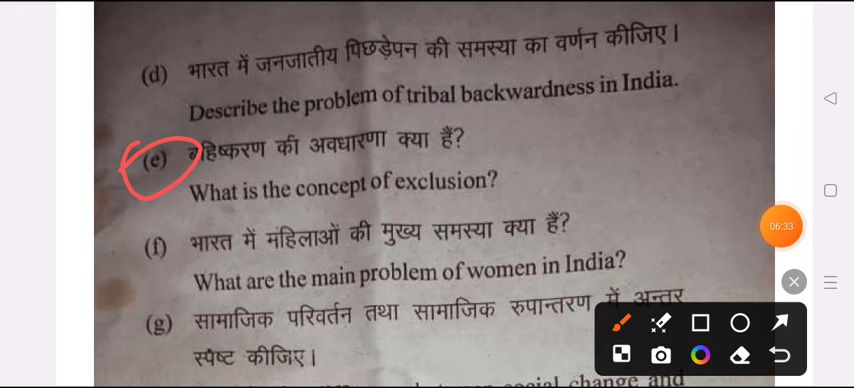 (d) भारत में जनजातीय पिछड़ेपन की समस्या का वर्णन कीजिए।
Describe the problem of tribal backwardness in India.
(e) बहिष्करण की अवधारणा क्या हैं?
What is the concept of exclusion?
(f) भारत में मंहिलाओं की मुख्य समस्या क्या हैं?
What are the main problem of women in India?
06:33
(g) सामाजिक परिवर्तन तथा सामाजिक रुपान्तरण में अन्तर
स्पष्ट कीजिए।
social change and